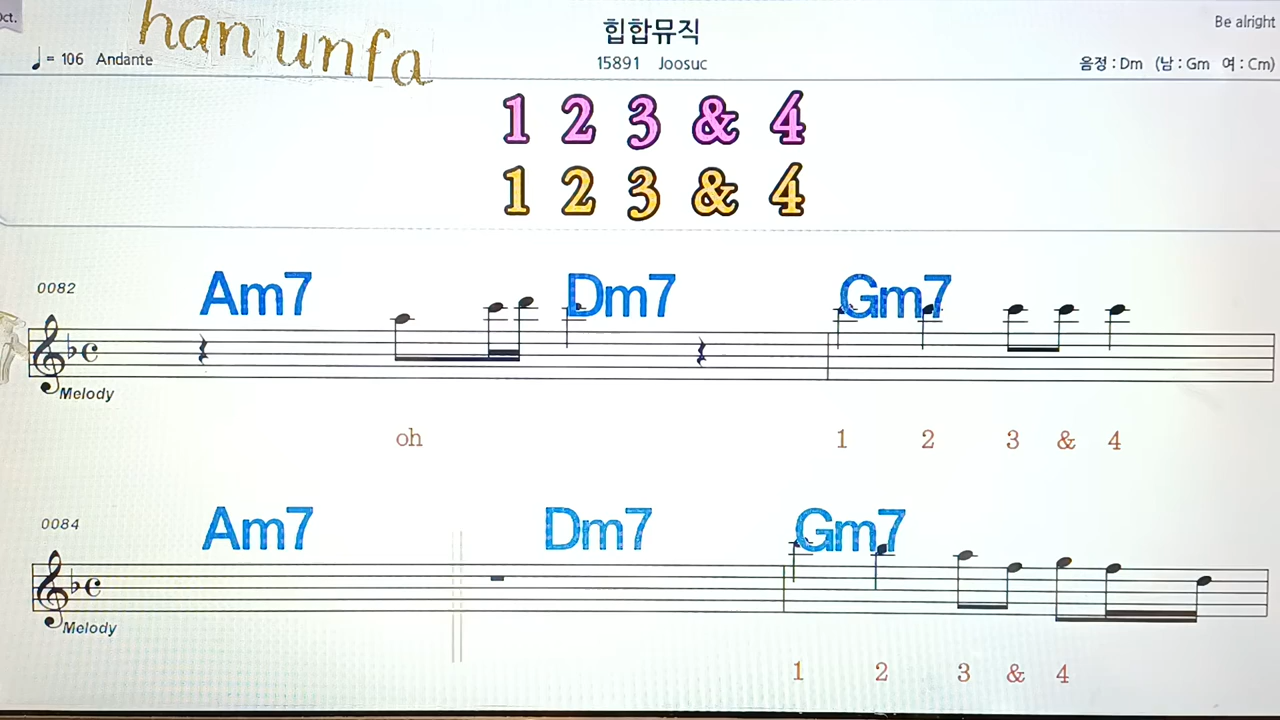 Oct.
han unfa
힙합뮤직
Be alright
♩= 106 Andante
15891 Joosuc
음정 : Dm (남 : Gm 여 : Cm)
1 2 3 & 4
1 2 3 & 4
0082
Am7 Dm7 Gm7
Melody
oh 1 2 3 & 4
0084
Am7 Dm7 Gm7
Melody
1 2 3 & 4